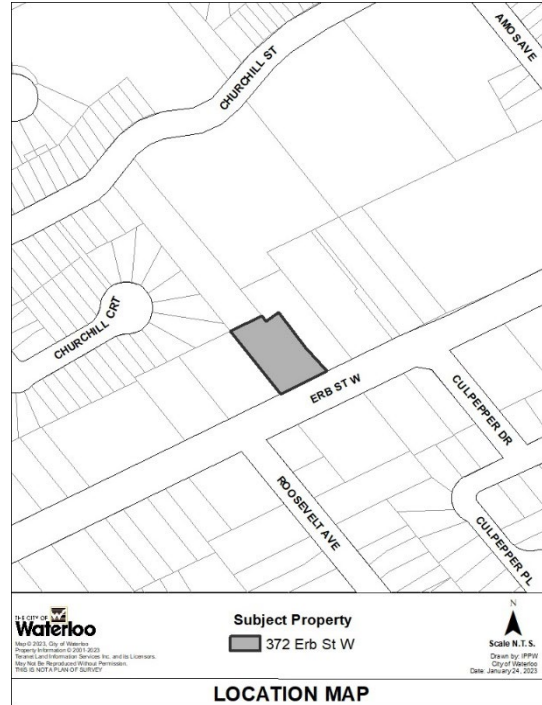 AMOS AVE
CHURCHILL ST
CHURCHILL CRT
ERB ST W
CULPEPPER DR
ROOSEVELT AVE
CULPEPPER PL
THE CITY OF
Waterloo
Map © 2023, City of Waterloo
Property Information © 2001-2023
Teranet Land Information Services Inc. and its Licensors.
May Not Be Reproduced Without Permission.
THIS IS NOT A PLAN OF SURVEY
Subject Property
372 Erb St W
N
Scale N.T.S.
Drawn by: IPPW
City of Waterloo
Date: January 24, 2023
LOCATION MAP